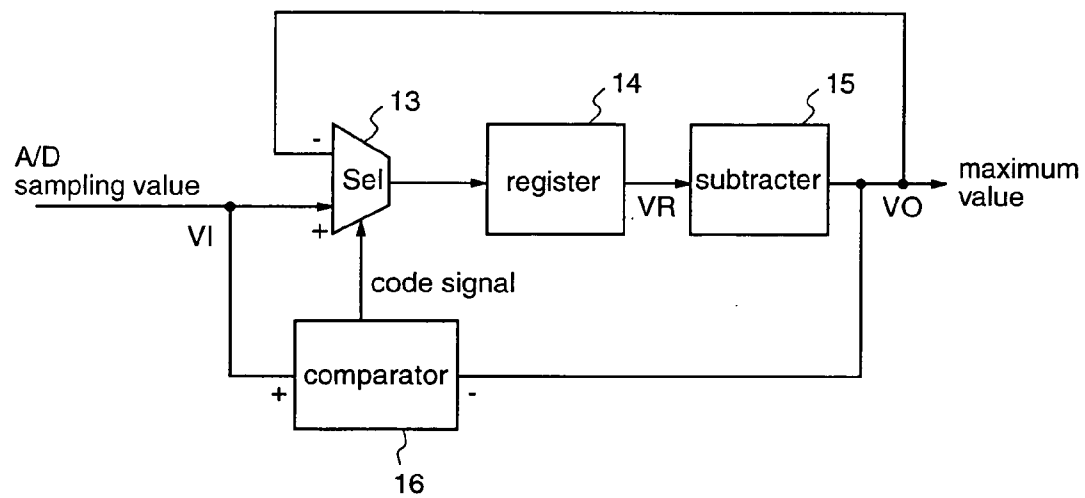 13
14
15
-
A/D
sampling value
Sel
register
subtracter
maximum
value
VI
+
VR
VO
code signal
comparator
+
-
16